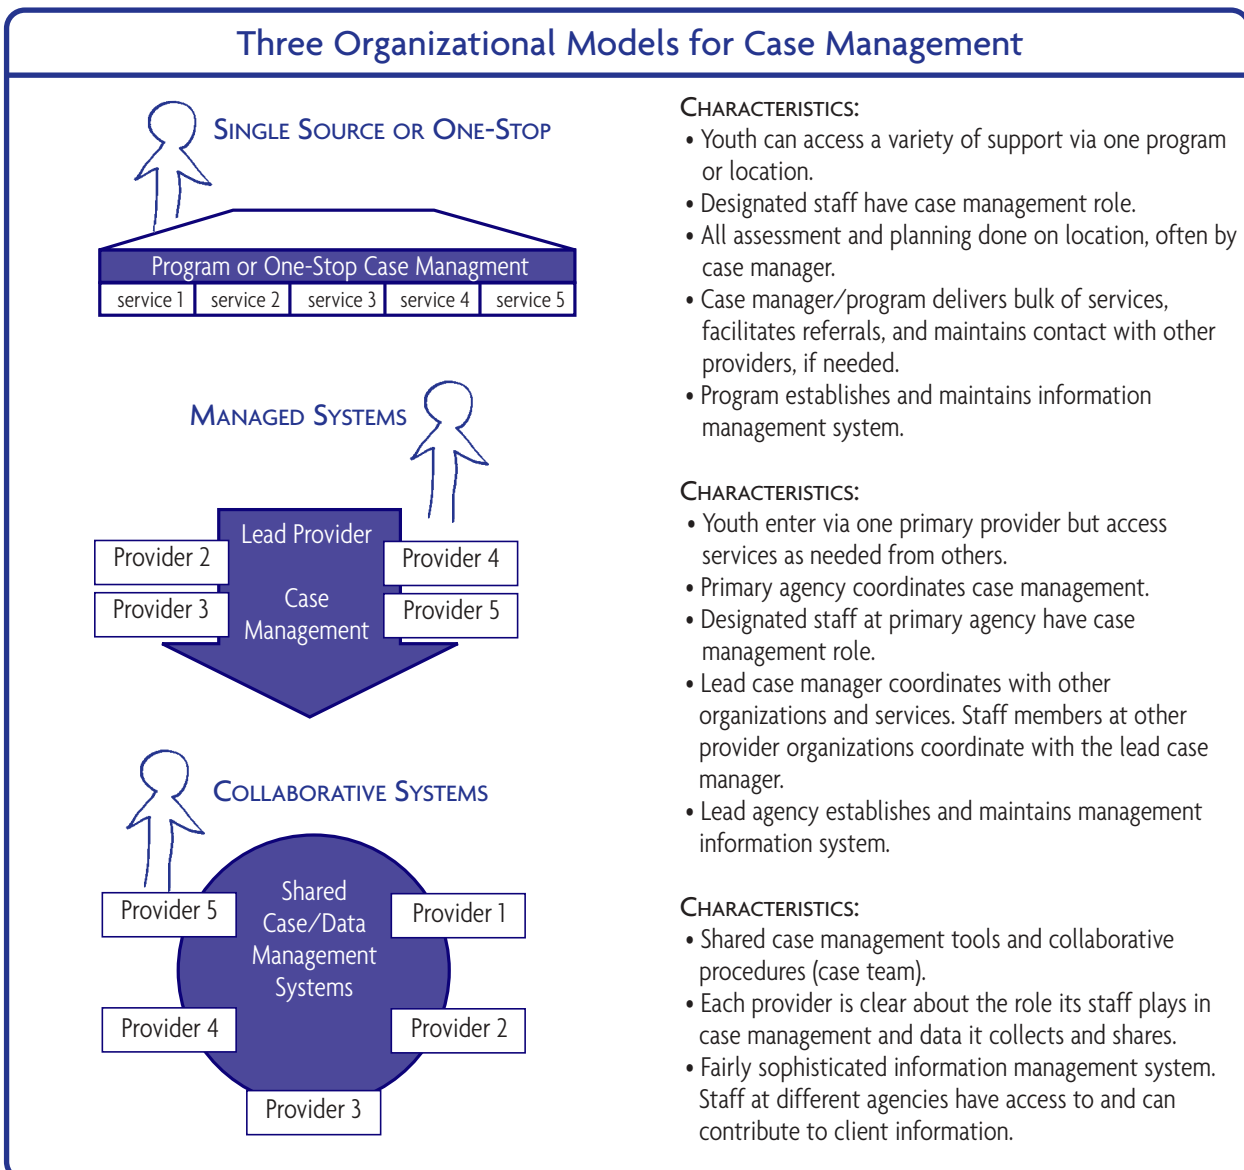 Three Organizational Models for Case Management
SINGLE SOURCE OR ONE-STOP
Program or One-Stop Case Managment
service 1 service 2 service 3 service 4 service 5
CHARACTERISTICS:
• Youth can access a variety of support via one program
or location.
• Designated staff have case management role.
• All assessment and planning done on location, often by
case manager.
• Case manager/program delivers bulk of services,
facilitates referrals, and maintains contact with other
providers, if needed.
• Program establishes and maintains information
management system.
MANAGED SYSTEMS
Lead Provider
Case
Management
Provider 2
Provider 3
Provider 4
Provider 5
CHARACTERISTICS:
• Youth enter via one primary provider but access
services as needed from others.
• Primary agency coordinates case management.
• Designated staff at primary agency have case
management role.
• Lead case manager coordinates with other
organizations and services. Staff members at other
provider organizations coordinate with the lead case
manager.
• Lead agency establishes and maintains management
information system.
COLLABORATIVE SYSTEMS
Shared
Case/Data
Management
Systems
Provider 5
Provider 1
Provider 4
Provider 2
Provider 3
CHARACTERISTICS:
• Shared case management tools and collaborative
procedures (case team).
• Each provider is clear about the role its staff plays in
case management and data it collects and shares.
• Fairly sophisticated information management system.
Staff at different agencies have access to and can
contribute to client information.